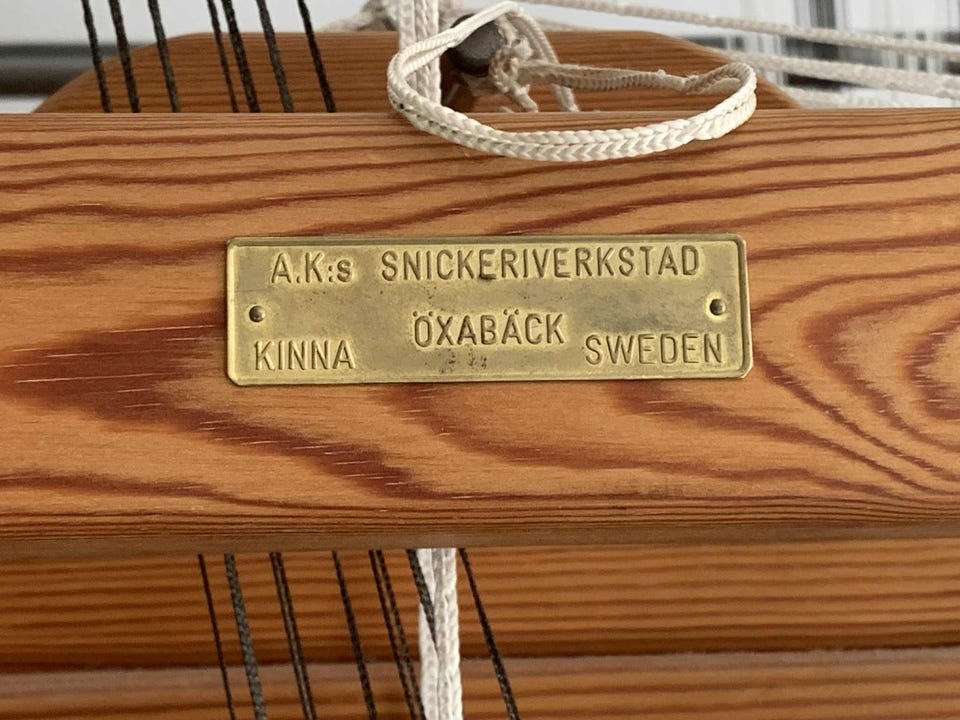 A.K:s SNICKERIVERKSTAD
ÖXABÄCK
KINNA SWEDEN